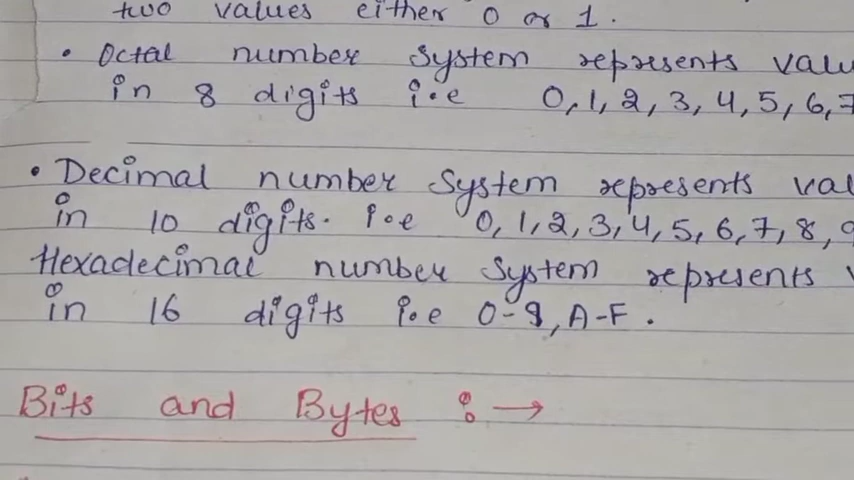 two values either 0 or 1.
• Octal number system represents valu
in 8 digits i.e 0,1,2,3,4,5,6,7
• Decimal number system represents val
in 10 digits. i.e 0,1,2,3,4,5,6,7,8,9
Hexadecimal number system represents v
in 16 digits i.e 0-9, A-F.
Bits and Bytes :→